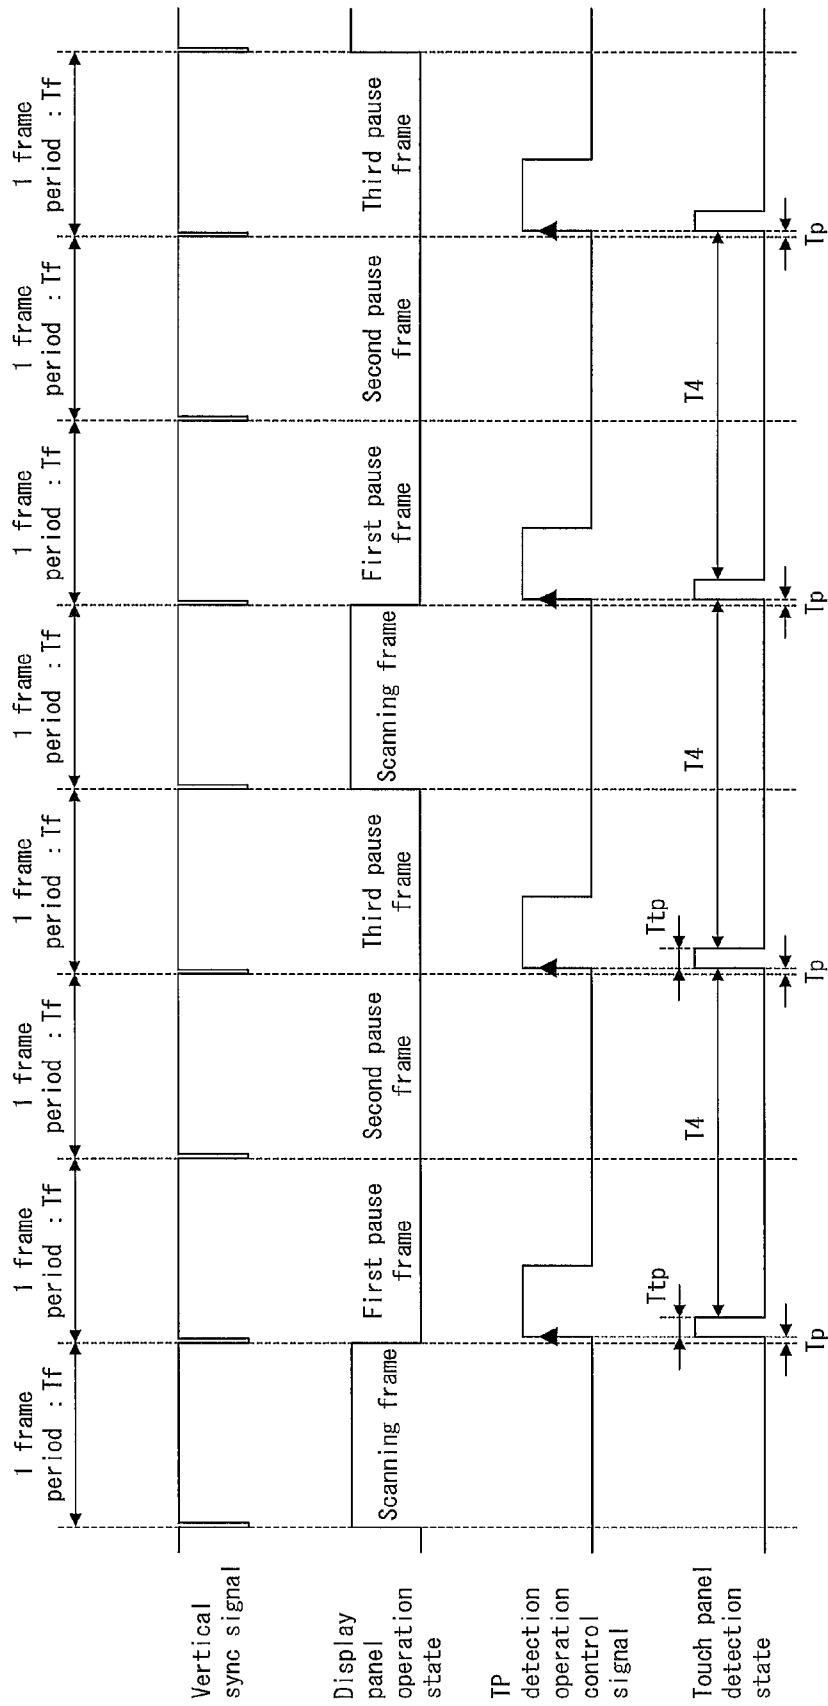 1 frame
period : Tf
1 frame
period : Tf
1 frame
period : Tf
1 frame
period : Tf
1 frame
period : Tf
1 frame
period : Tf
1 frame
period : Tf
1 frame
period : Tf
Vertical
sync signal
Display
panel
operation
state
Scanning frame
First pause
frame
Second pause
frame
Third pause
frame
Scanning frame
First pause
frame
Second pause
frame
Third pause
frame
TP
detection
operation
control
signal
Touch panel
detection
state
Ttp
T4
Ttp
T4
T4
Tp
Tp
Tp
Tp